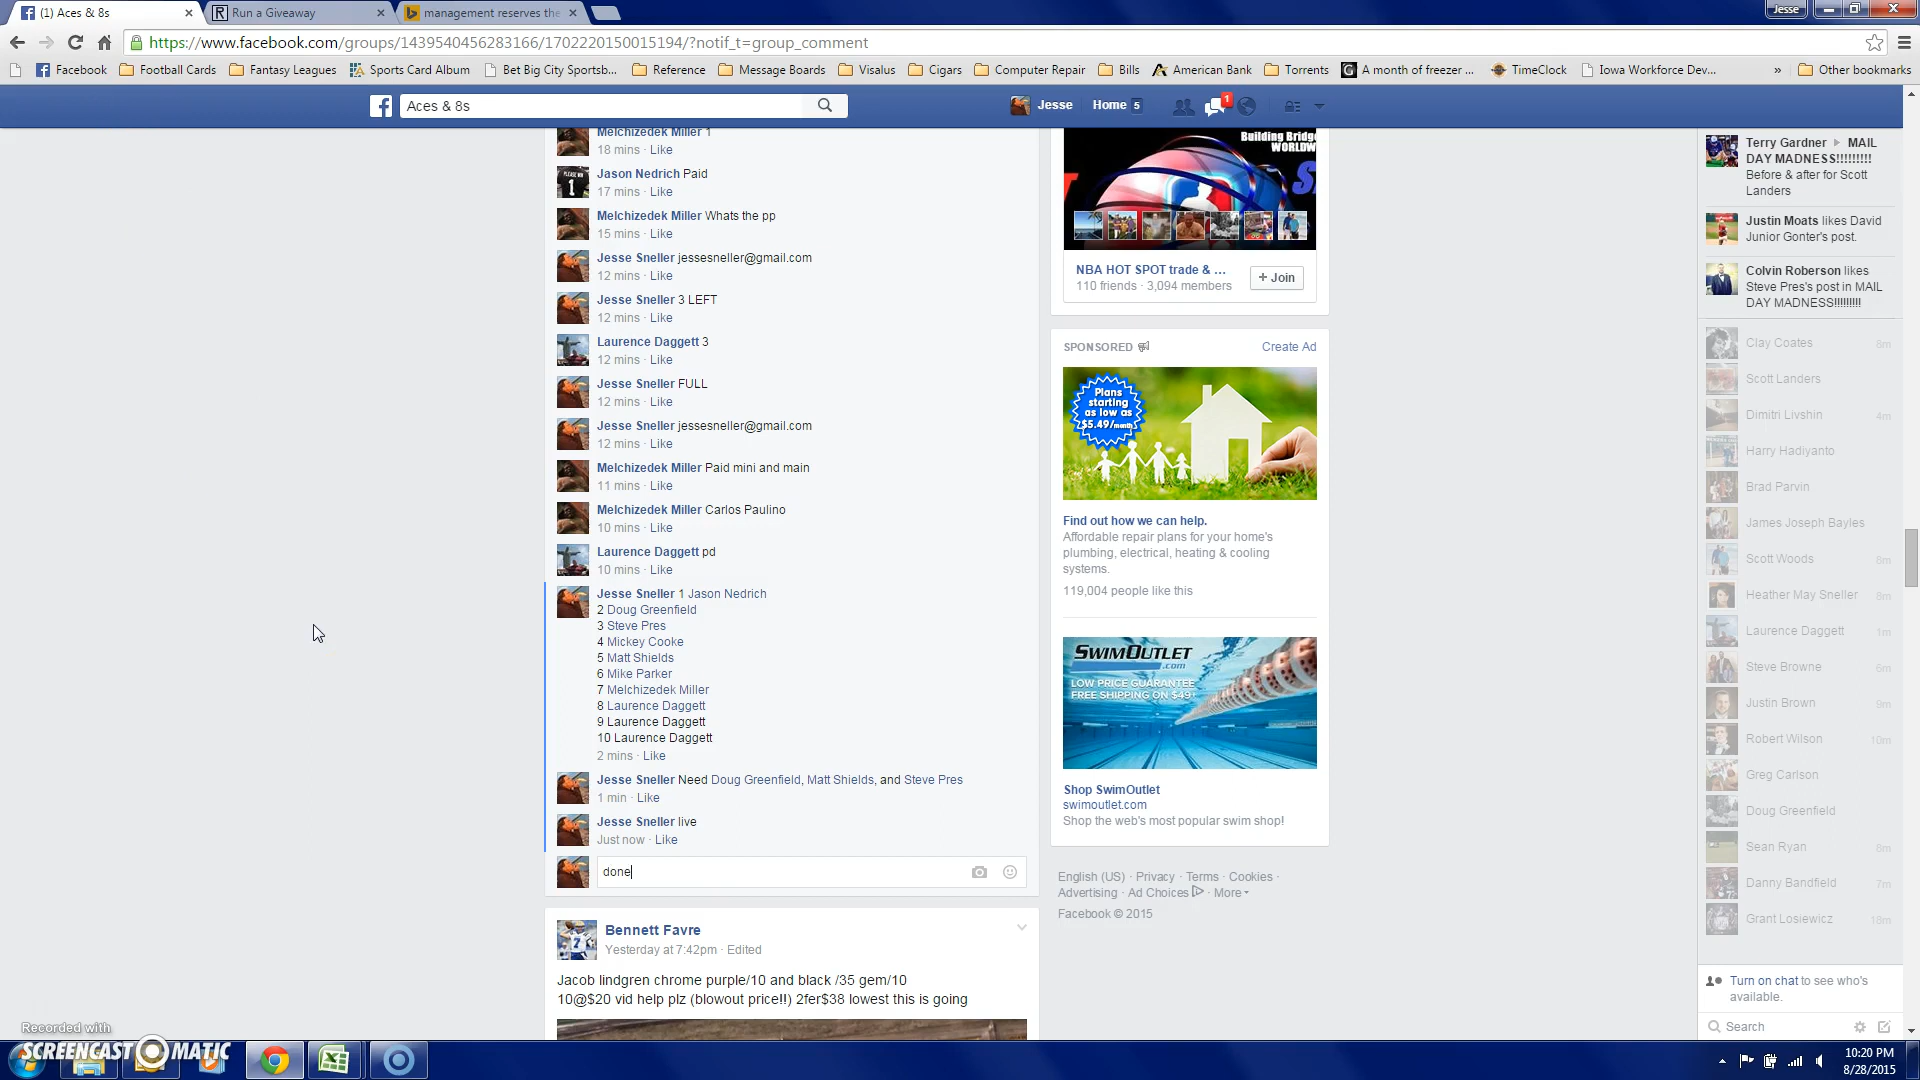 (1) Aces & 8s
Run a Giveaway
management reserves the
Jesse
https://www.facebook.com/groups/1439540456283166/1702220150015194/?notif_t=group_comment
Facebook
Football Cards
Fantasy Leagues
Sports Card Album
Bet Big City Sportsb...
Reference
Message Boards
Visalus
Cigars
Computer Repair
Bills
American Bank
Torrents
A month of freezer ...
TimeClock
Iowa Workforce Dev...
»
Other bookmarks
Aces & 8s
Jesse
Home 5
1
Melchizedek Miller 1
18 mins · Like
Jason Nedrich Paid
17 mins · Like
Melchizedek Miller Whats the pp
15 mins · Like
Jesse Sneller jessesneller@gmail.com
12 mins · Like
Jesse Sneller 3 LEFT
12 mins · Like
Laurence Daggett 3
12 mins · Like
Jesse Sneller FULL
12 mins · Like
Jesse Sneller jessesneller@gmail.com
12 mins · Like
Melchizedek Miller Paid mini and main
11 mins · Like
Melchizedek Miller Carlos Paulino
10 mins · Like
Laurence Daggett pd
10 mins · Like
Jesse Sneller 1 Jason Nedrich
2 Doug Greenfield
3 Steve Pres
4 Mickey Cooke
5 Matt Shields
6 Mike Parker
7 Melchizedek Miller
8 Laurence Daggett
9 Laurence Daggett
10 Laurence Daggett
2 mins · Like
Jesse Sneller Need Doug Greenfield, Matt Shields, and Steve Pres
1 min · Like
Jesse Sneller live
Just now · Like
done
Bennett Favre
Yesterday at 7:42pm · Edited
Jacob lindgren chrome purple/10 and black /35 gem/10
10@$20 vid help plz (blowout price!!) 2fer$38 lowest this is going
Building Bridge
WORLDW
NBA HOT SPOT trade & ...
110 friends · 3,094 members
+ Join
SPONSORED
Create Ad
Plans
starting
as low as
$5.49/month
Find out how we can help.
Affordable repair plans for your home's
plumbing, electrical, heating & cooling
systems.
119,004 people like this
SWIMOUTLET
.com
LOW PRICE GUARANTEE
FREE SHIPPING ON $49+
Shop SwimOutlet
swimoutlet.com
Shop the web's most popular swim shop!
English (US) · Privacy · Terms · Cookies ·
Advertising · Ad Choices · More
Facebook © 2015
Terry Gardner ▸ MAIL
DAY MADNESS!!!!!!!!!
Before & after for Scott
Landers
Justin Moats likes David
Junior Gonter's post.
Colvin Roberson likes
Steve Pres's post in MAIL
DAY MADNESS!!!!!!!!!
Clay Coates 8m
Scott Landers
Dimitri Livshin 4m
Harry Hadiyanto
Brad Parvin
James Joseph Bayles
Scott Woods 6m
Heather May Sneller 8m
Laurence Daggett 1m
Steve Browne 6m
Justin Brown 9m
Robert Wilson 10m
Greg Carlson
Doug Greenfield
Sean Ryan 8m
Danny Bandfield 7m
Grant Losiewicz 18m
Turn on chat to see who's
available.
Search
Recorded with
SCREENCAST MATIC
10:20 PM
8/28/2015